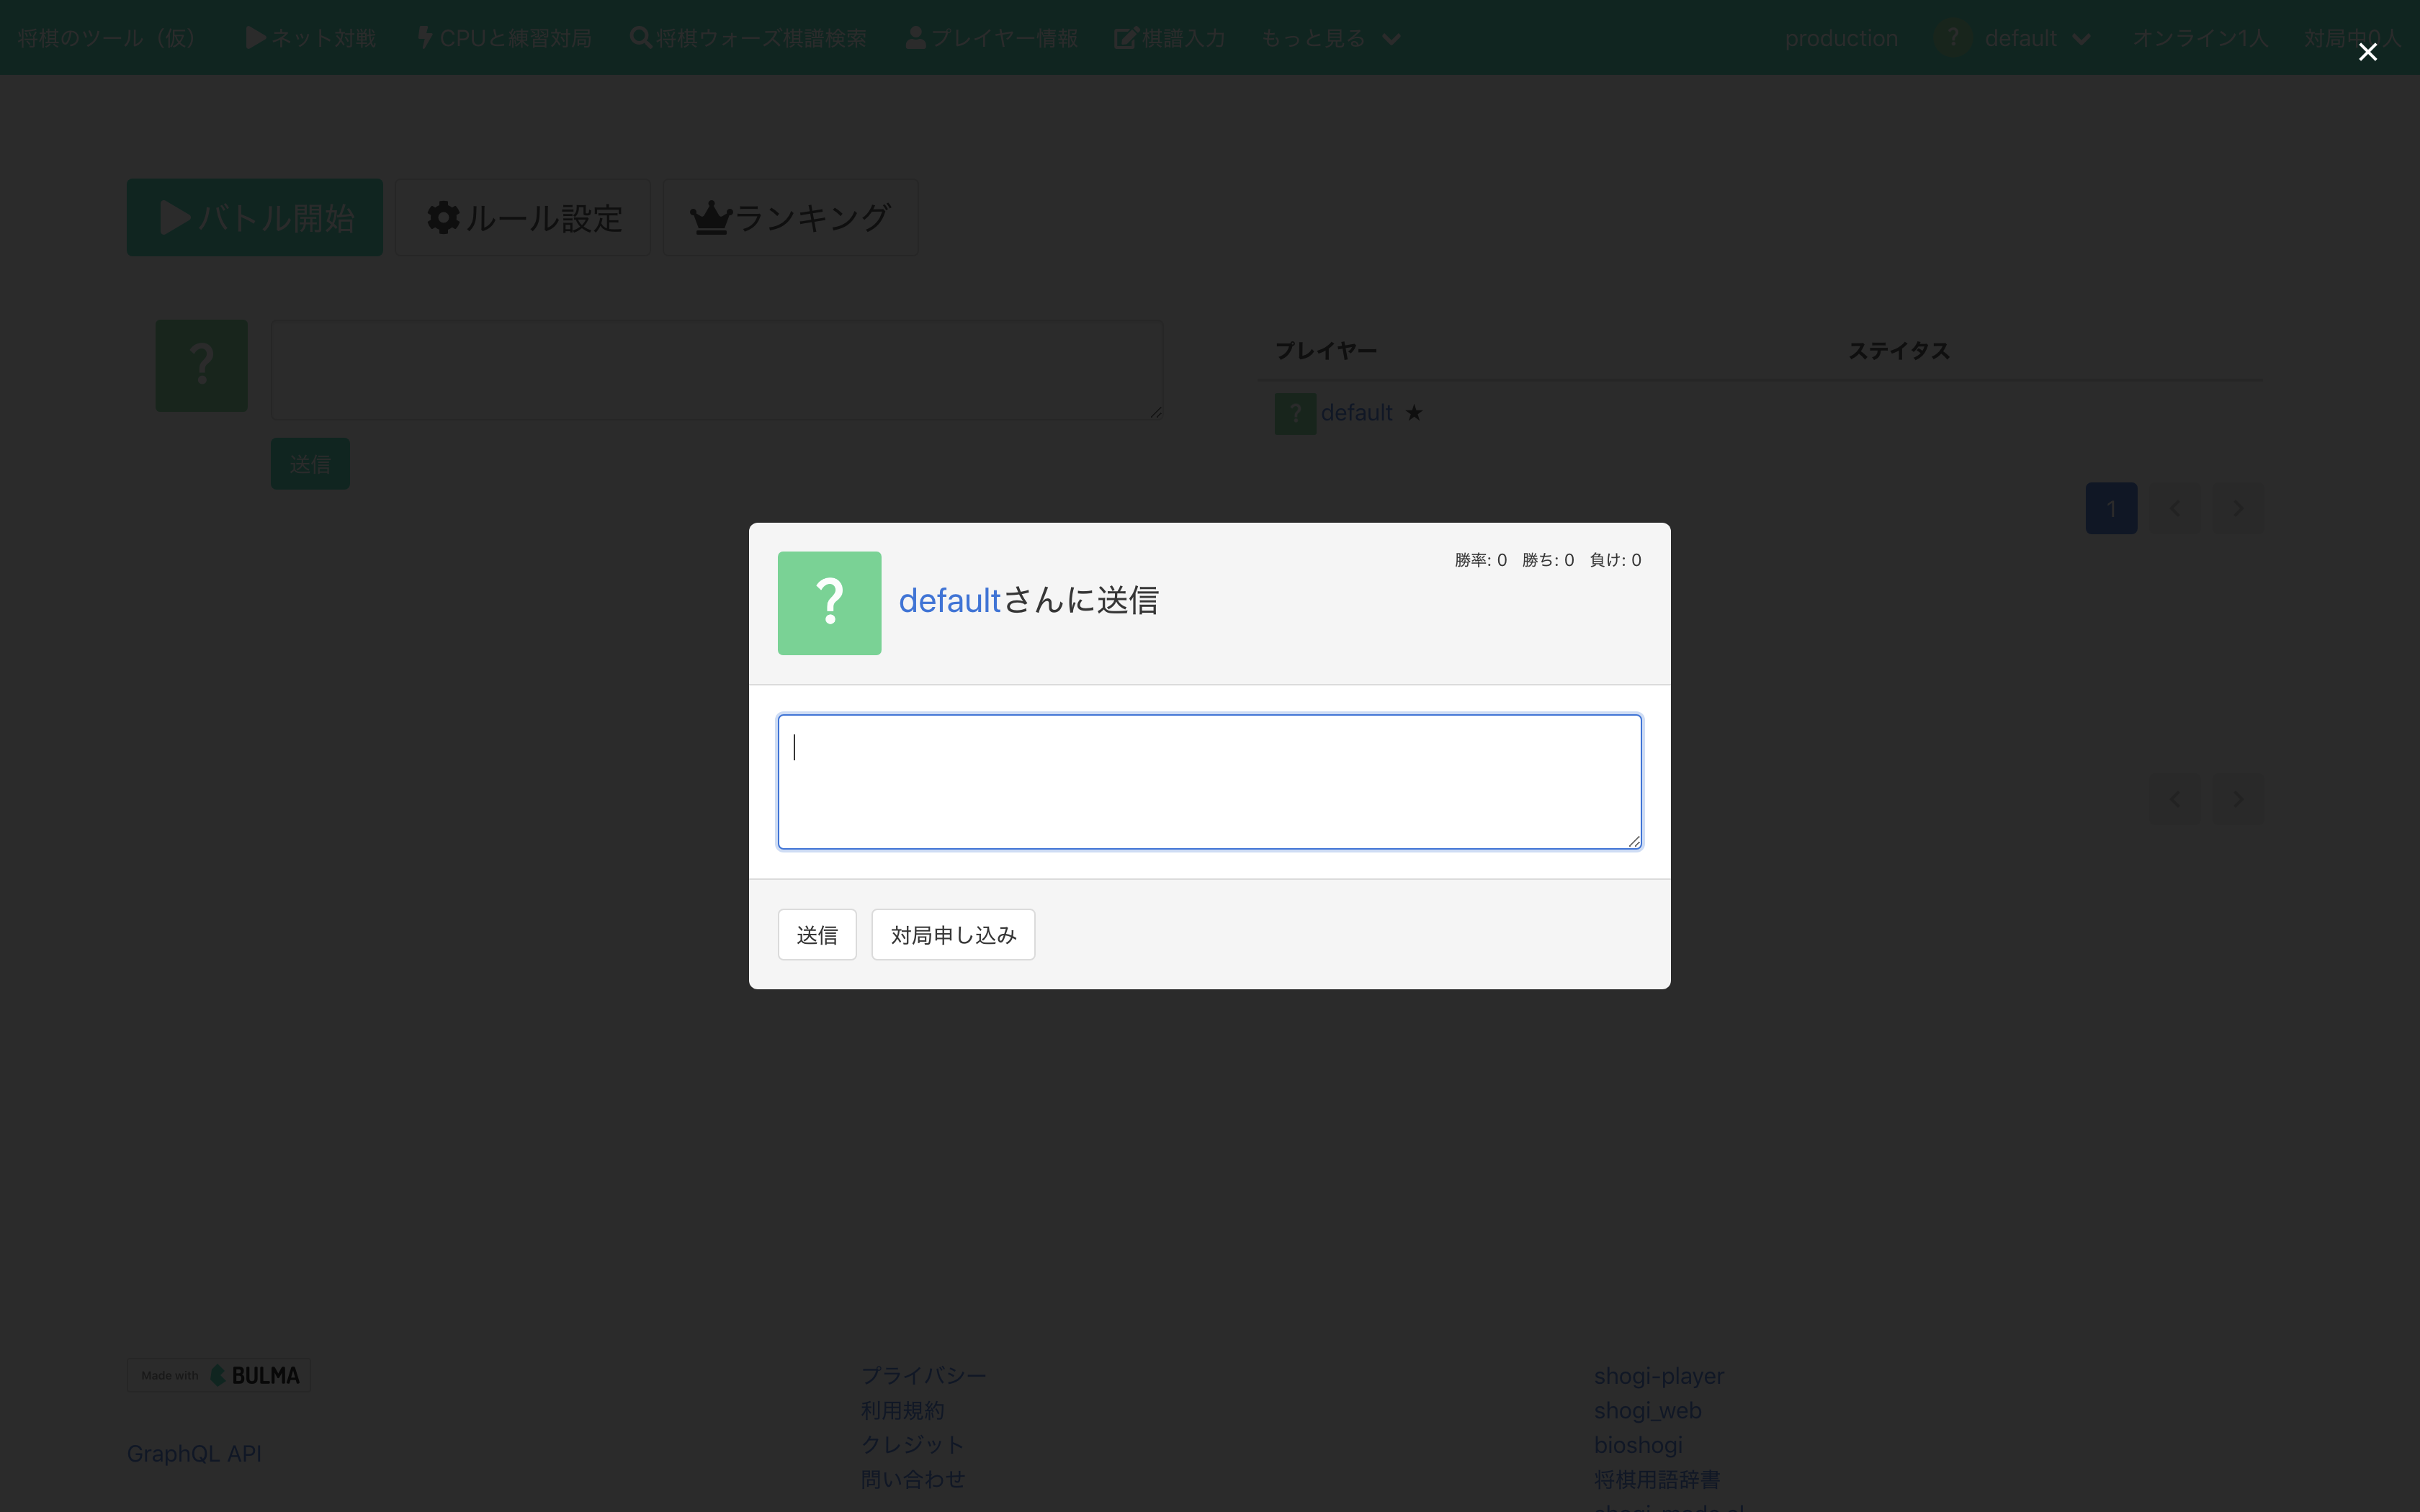 将棋のツール（仮） ネット対戦 CPUと練習対局 将棋ウォーズ棋譜検索 プレイヤー情報 棋譜入力 もっと見る production ? default オンライン1人 対局中0人
バトル開始 ルール設定 ランキング
?
送信
プレイヤー ステイタス
? default ★
1
勝率: 0 勝ち: 0 負け: 0
? defaultさんに送信
送信 対局申し込み
Made with BULMA
GraphQL API
プライバシー
利用規約
クレジット
問い合わせ
shogi-player
shogi_web
bioshogi
将棋用語辞書